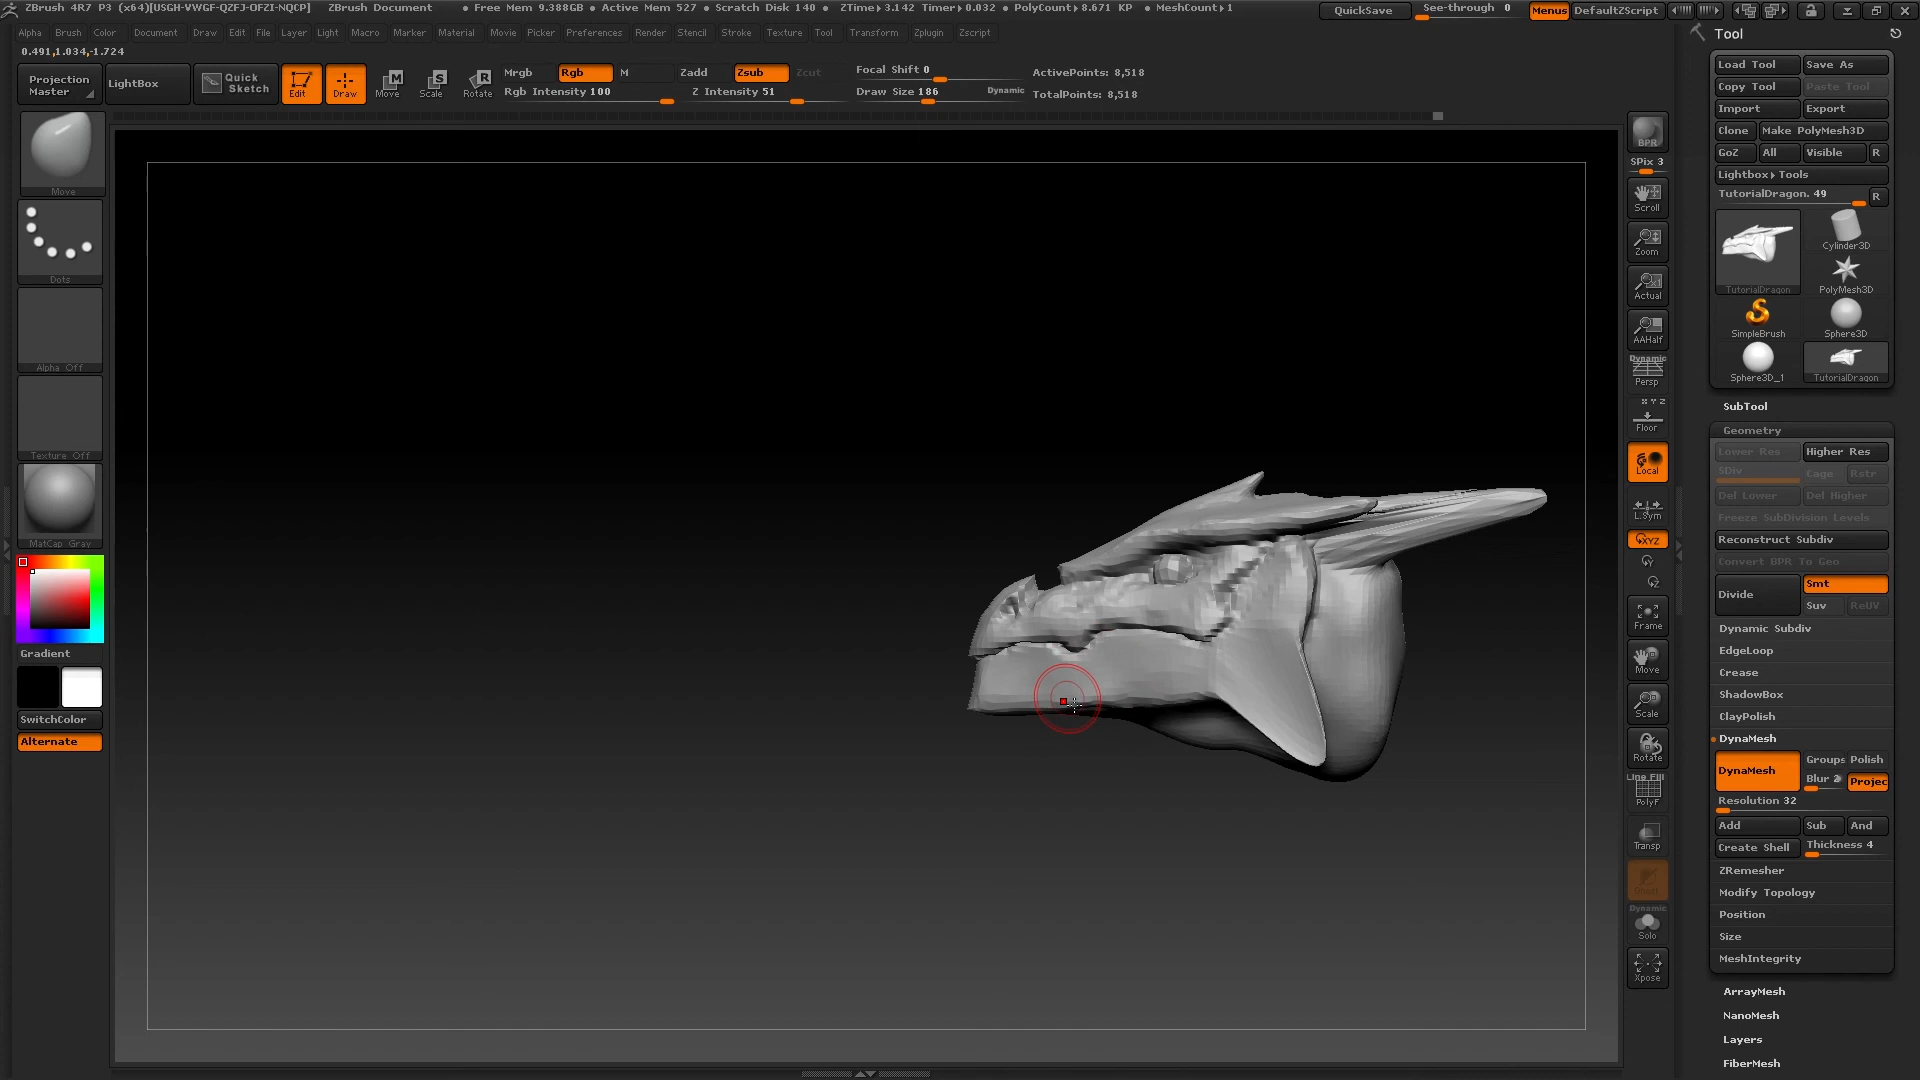 ZBrush 4R7 P3 (x64)[USGH-VWGF-QZFJ-OFZI-NQCP] ZBrush Document • Free Mem 9.388GB • Active Mem 527 • Scratch Disk 140 • ZTime▸3.142 Timer▸0.032 • PolyCount▸8.671 KP • MeshCount▸1 QuickSave See-through 0 Menus DefaultZScript
Alpha Brush Color Document Draw Edit File Layer Light Macro Marker Material Movie Picker Preferences Render Stencil Stroke Texture Tool Transform Zplugin Zscript
0.491,1.034,-1.724
Projection Master
LightBox
Quick Sketch
Edit
Draw
Move
Scale
Rotate
Mrgb Rgb M
Rgb Intensity 100
Zadd Zsub Zcut
Z Intensity 51
Focal Shift 0
Draw Size 186 Dynamic
ActivePoints: 8,518
TotalPoints: 8,518
Move
Dots
Alpha Off
Texture Off
MatCap Gray
Gradient
SwitchColor
Alternate
BPR
SPix 3
Scroll
Zoom
Actual
AAHalf
Dynamic
Persp
X Y Z
Floor
Local
L.Sym
XYZ
Y
Z
Frame
Move
Scale
Rotate
Line Fill
PolyF
Transp
Dynamic
Solo
Xpose
Tool
Load Tool Save As
Copy Tool Paste Tool
Import Export
Clone Make PolyMesh3D
GoZ All Visible R
Lightbox▸Tools
TutorialDragon. 49 R
TutorialDragon
Cylinder3D
PolyMesh3D
SimpleBrush Sphere3D
Sphere3D_1 TutorialDragon
SubTool
Geometry
Lower Res Higher Res
SDiv Cage Rstr
Del Lower Del Higher
Freeze SubDivision Levels
Reconstruct Subdiv
Convert BPR To Geo
Divide Smt
Suv ReUV
Dynamic Subdiv
EdgeLoop
Crease
ShadowBox
ClayPolish
DynaMesh
DynaMesh Groups Polish
Blur 2 Projec
Resolution 32
Add Sub And
Create Shell Thickness 4
ZRemesher
Modify Topology
Position
Size
MeshIntegrity
ArrayMesh
NanoMesh
Layers
FiberMesh